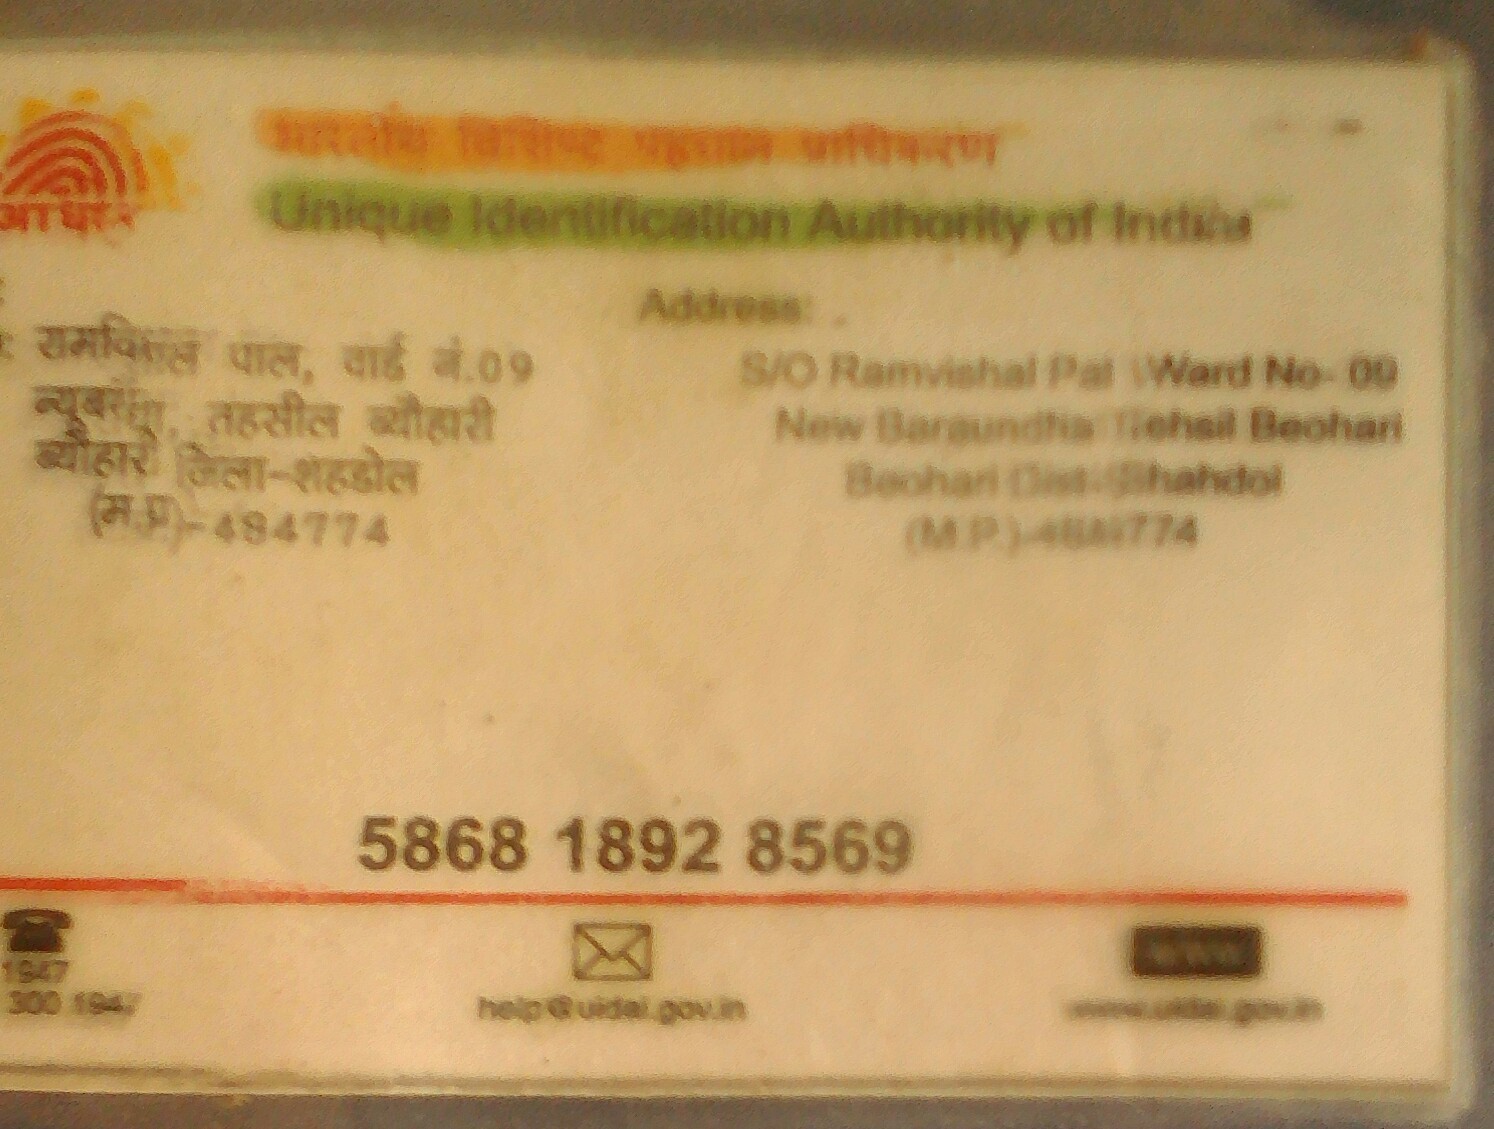 भारतीय विशिष्ट पहचान प्राधिकरण
Unique Identification Authority of India
आधार
Address:
रामविशाल पाल, वार्ड नं.09
न्यूबरौंधा, तहसील ब्यौहारी
ब्यौहारी जिला-शहडोल
(म.प्र)-484774
S/O Ramvishal Pal Ward No- 09
New Baraundha Tehsil Beohari
Beohari Dist-Shahdol
(M.P.)-484774
5868 1892 8569
1947
300 1947
help@uidai.gov.in
www.uidai.gov.in